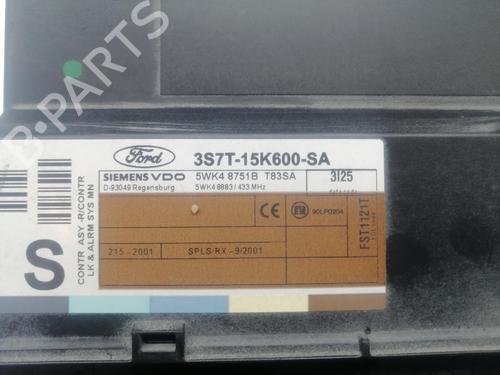 B-PARTS
Ford
3S7T-15K600-SA
SIEMENS VDO
D-93049 Regensburg
5WK4 8751B T83SA
5WK4 8883 / 433 MHz
3I25
CONTR ASY -R/CONTR
LK & ALRM SYS MN
S
CE
90LP0204
FST1121T
215 - 2001
SPLS/RX - 9/2001